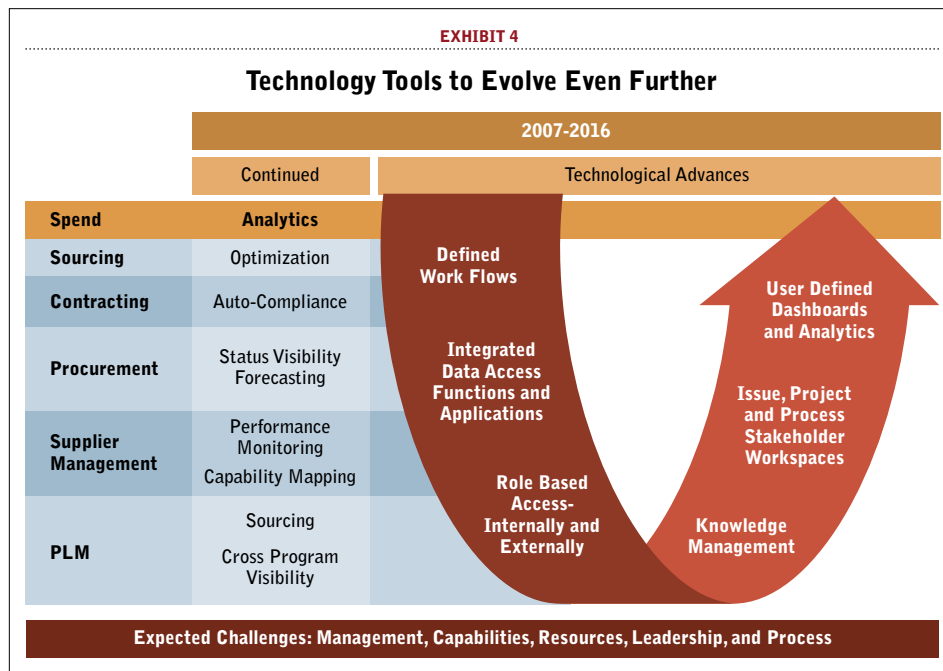 EXHIBIT 4
Technology Tools to Evolve Even Further
2007-2016
Continued
Technological Advances
Spend
Analytics
Sourcing
Optimization
Contracting
Auto-Compliance
Procurement
Status Visibility
Forecasting
Supplier
Management
Performance
Monitoring
Capability Mapping
PLM
Sourcing
Cross Program
Visibility
Defined
Work Flows
Integrated
Data Access
Functions and
Applications
Role Based
Access-
Internally and
Externally
Knowledge
Management
Issue, Project
and Process
Stakeholder
Workspaces
User Defined
Dashboards
and Analytics
Expected Challenges: Management, Capabilities, Resources, Leadership, and Process